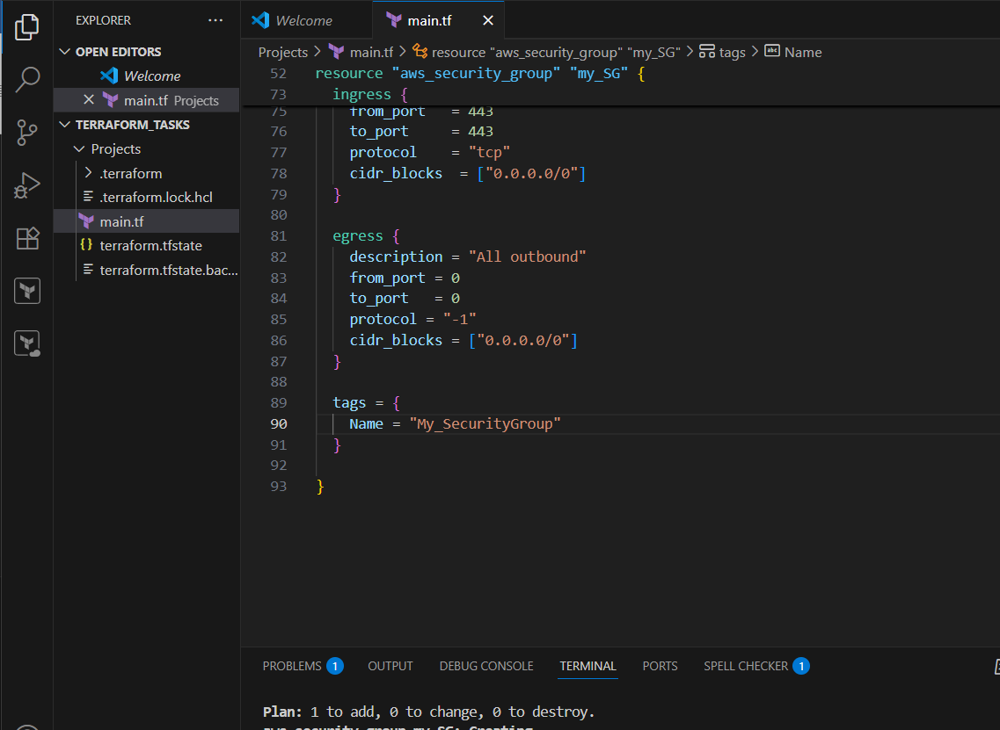 EXPLORER ...
OPEN EDITORS
Welcome
main.tf Projects
TERRAFORM_TASKS
Projects
.terraform
.terraform.lock.hcl
main.tf
{} terraform.tfstate
terraform.tfstate.bac...
Welcome main.tf
Projects > main.tf > resource "aws_security_group" "my_SG" > tags > abc Name
52 resource "aws_security_group" "my_SG" {
73 ingress {
75 from_port = 443
76 to_port = 443
77 protocol = "tcp"
78 cidr_blocks = ["0.0.0.0/0"]
79 }
80
81 egress {
82 description = "All outbound"
83 from_port = 0
84 to_port = 0
85 protocol = "-1"
86 cidr_blocks = ["0.0.0.0/0"]
87 }
88
89 tags = {
90 Name = "My_SecurityGroup"
91 }
92
93 }
PROBLEMS 1 OUTPUT DEBUG CONSOLE TERMINAL PORTS SPELL CHECKER 1
Plan: 1 to add, 0 to change, 0 to destroy.
aws_security_group.my_SG: Creating...